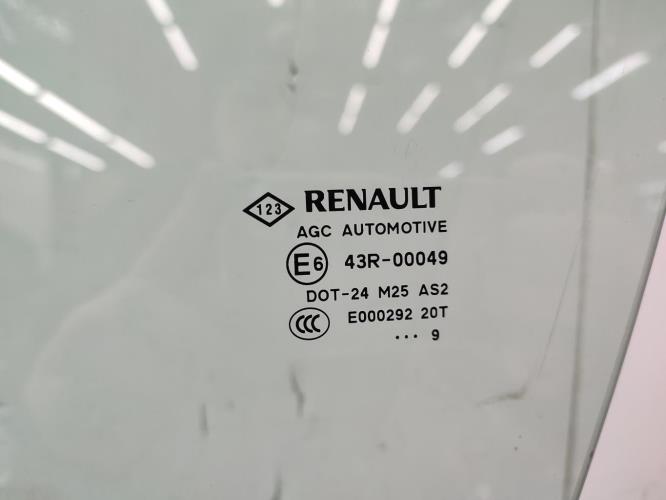 123 RENAULT
AGC AUTOMOTIVE
E6 43R-00049
DOT-24 M25 AS2
CCC E000292 20T
••• 9